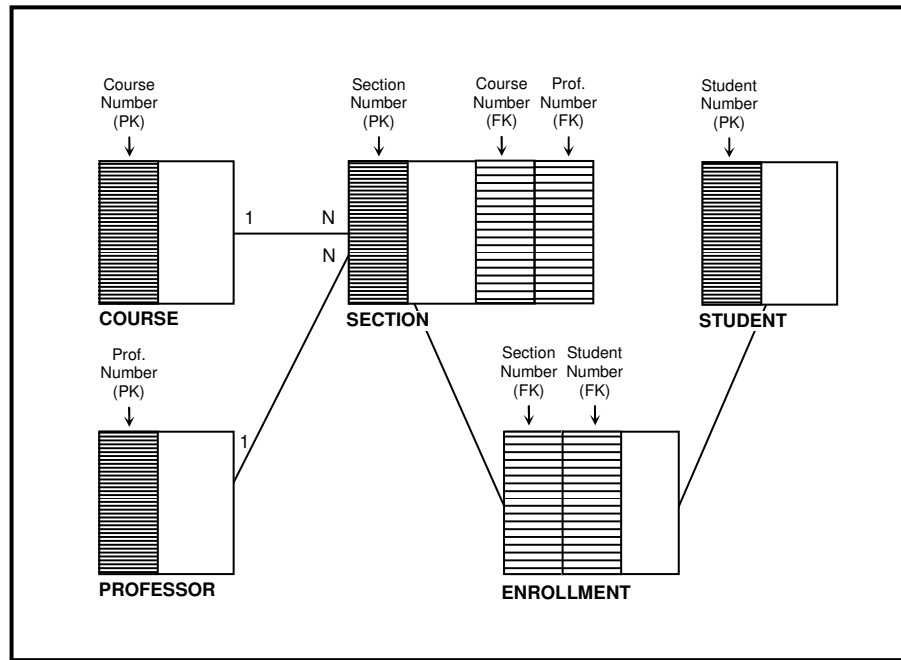 Course
Number
(PK)
Section
Number
(PK)
Course
Number
(FK)
Prof.
Number
(FK)
Student
Number
(PK)
1
N
N
COURSE
SECTION
STUDENT
Prof.
Number
(PK)
Section
Number
(FK)
Student
Number
(FK)
1
PROFESSOR
ENROLLMENT